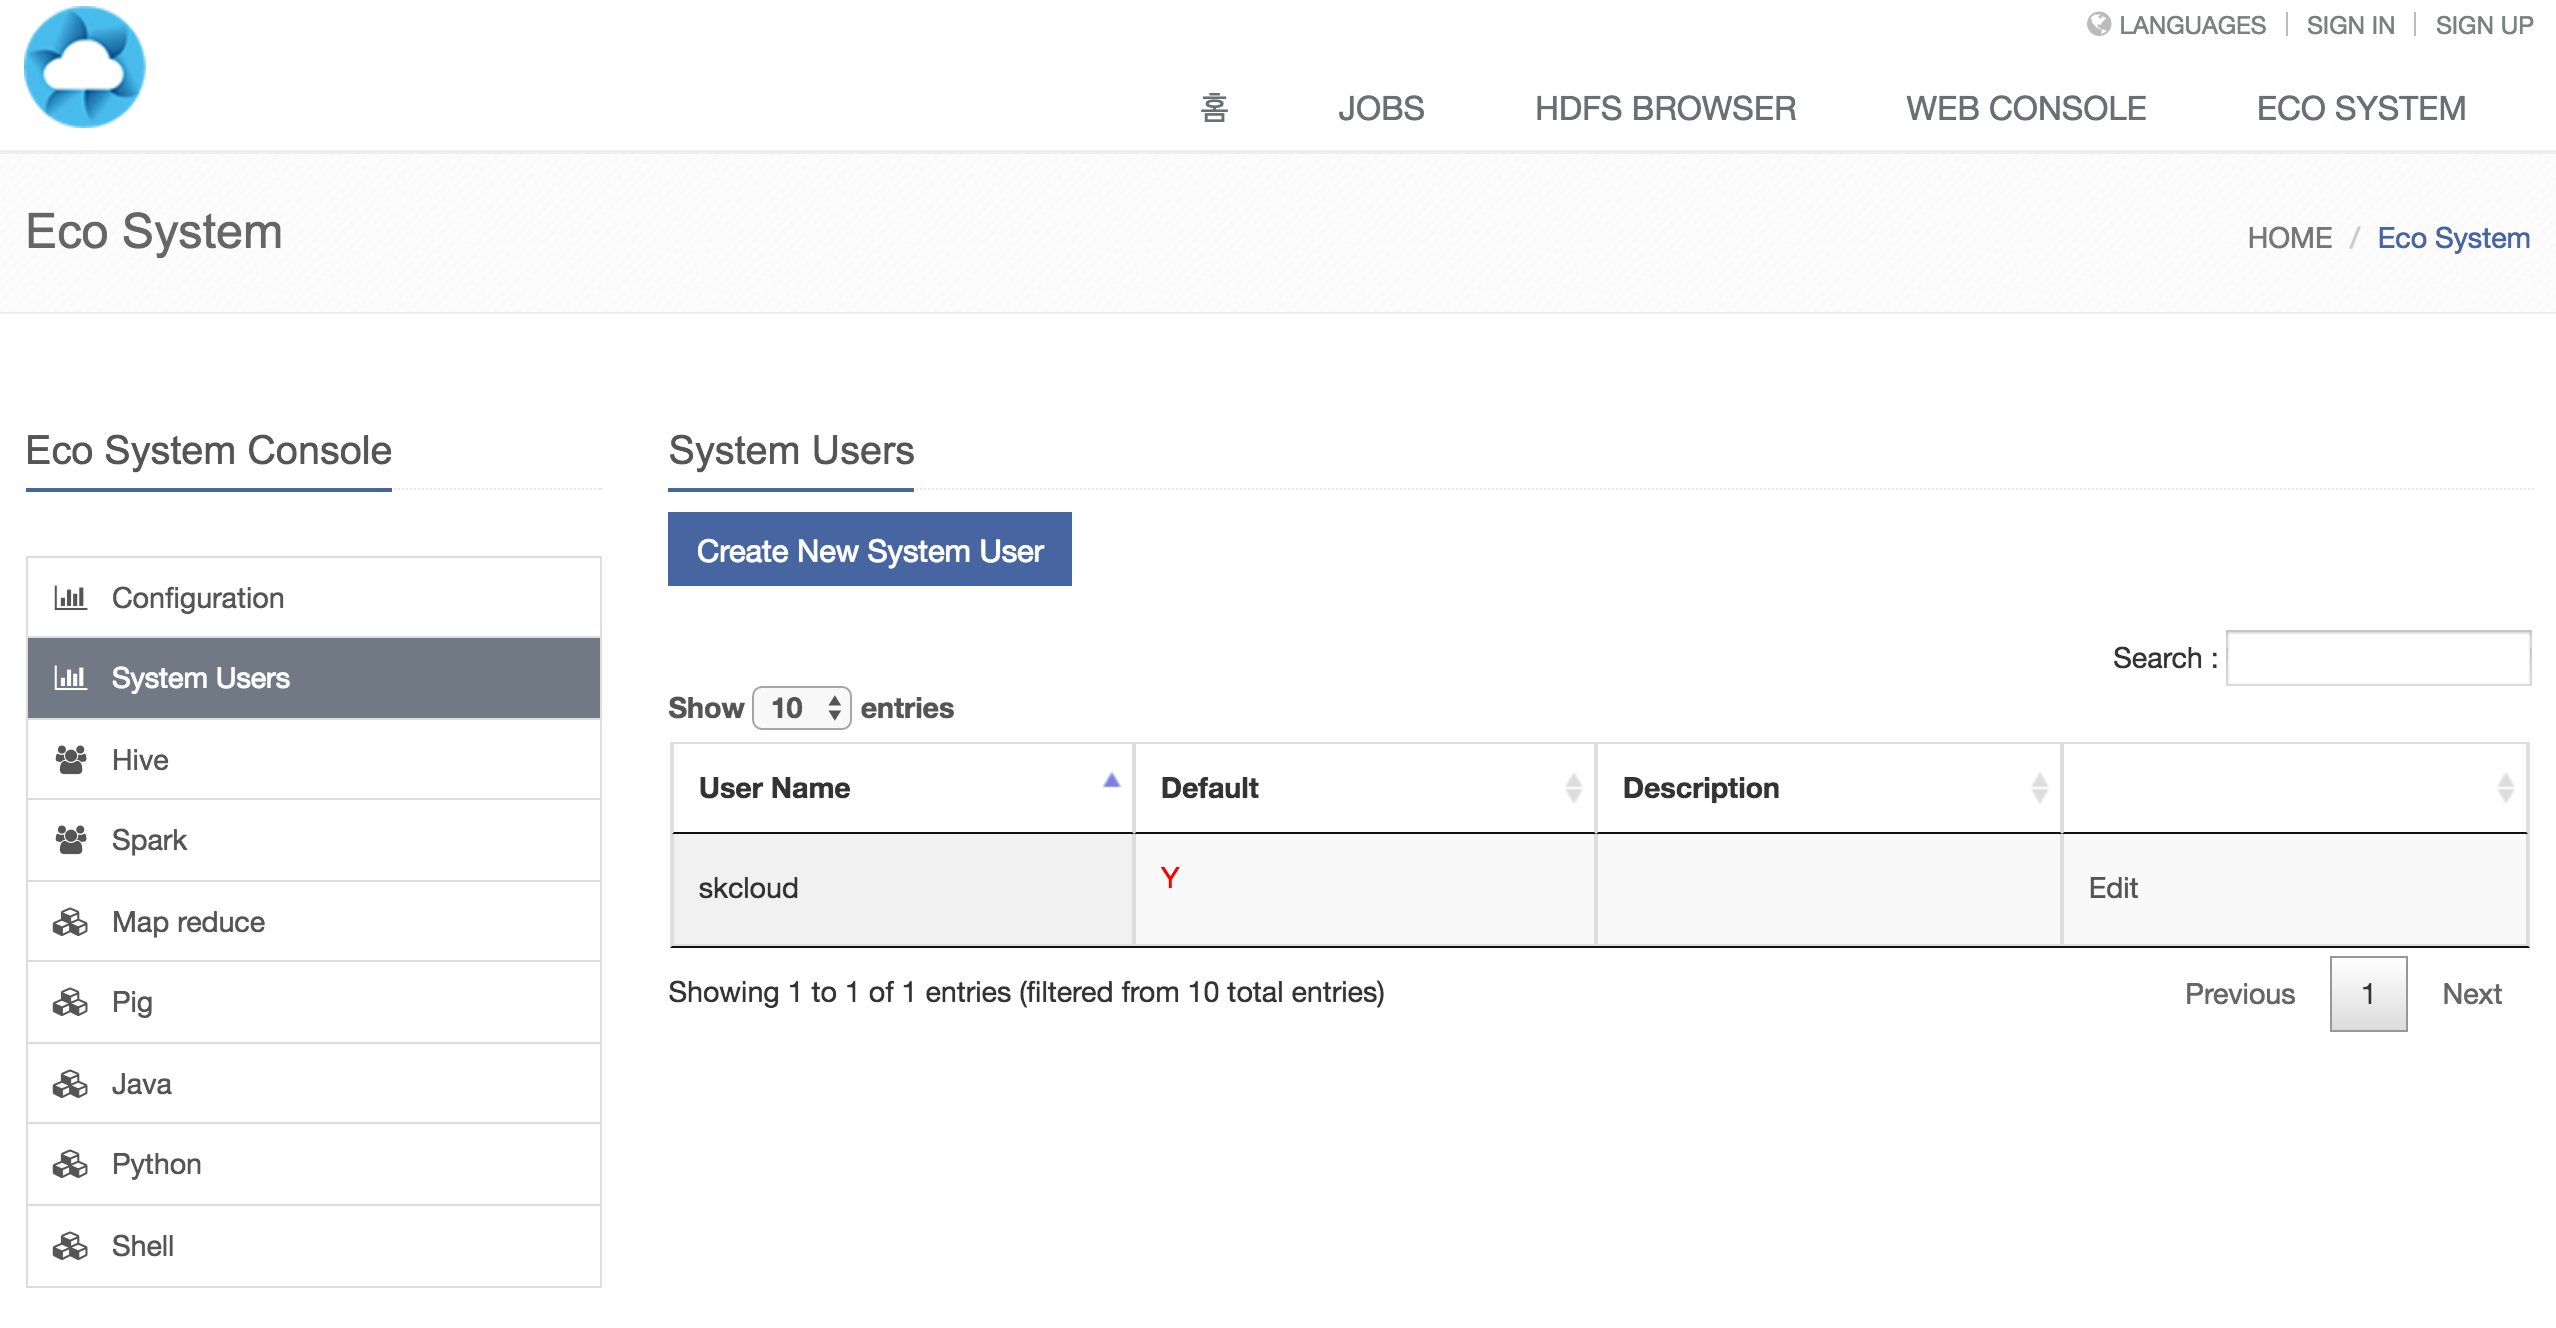 LANGUAGES SIGN IN SIGN UP
홈 JOBS HDFS BROWSER WEB CONSOLE ECO SYSTEM
Eco System
HOME / Eco System
Eco System Console
Configuration
System Users
Hive
Spark
Map reduce
Pig
Java
Python
Shell
System Users
Create New System User
Search :
Show 10 entries
User Name Default Description
skcloud Y Edit
Showing 1 to 1 of 1 entries (filtered from 10 total entries)
Previous 1 Next